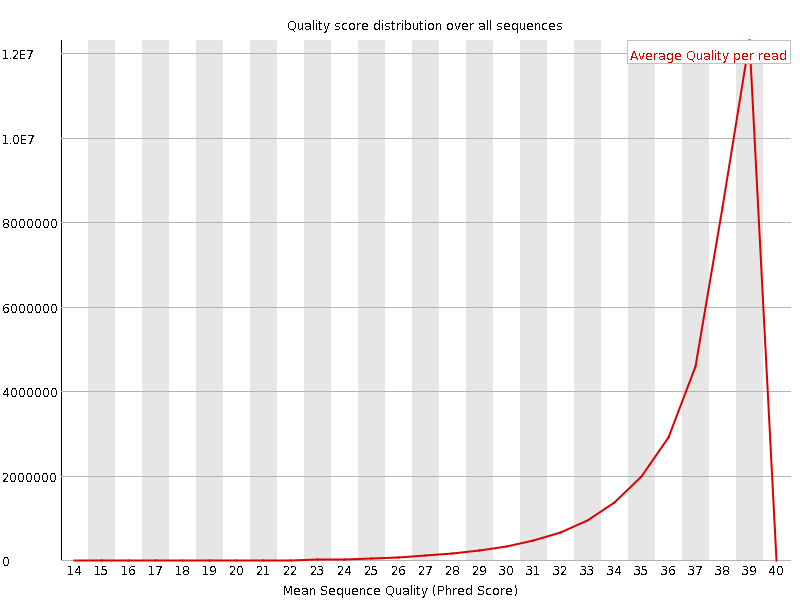 Quality score distribution over all sequences
Average Quality per read
1.2E7
1.0E7
8000000
6000000
4000000
2000000
0
14 15 16 17 18 19 20 21 22 23 24 25 26 27 28 29 30 31 32 33 34 35 36 37 38 39 40
Mean Sequence Quality (Phred Score)